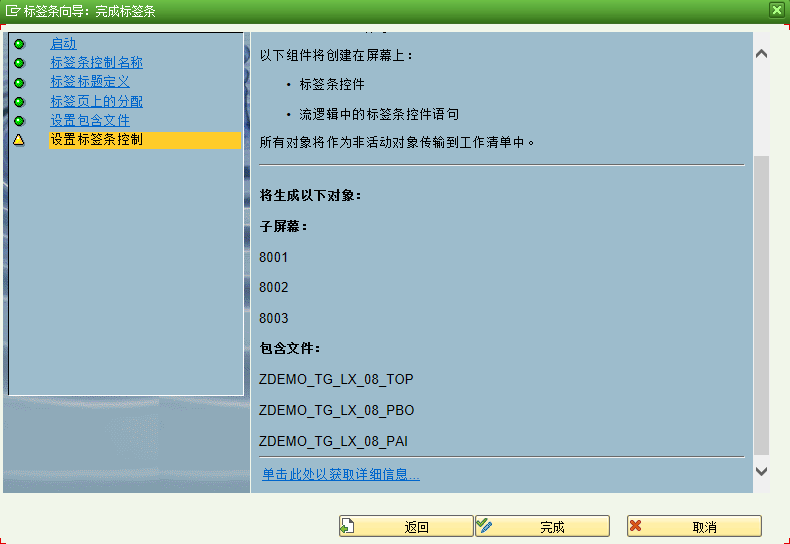 标签条向导: 完成标签条
启动
标签条控制名称
标签标题定义
标签页上的分配
设置包含文件
设置标签条控制
以下组件将创建在屏幕上：
• 标签条控件
• 流逻辑中的标签条控件语句
所有对象将作为非活动对象传输到工作清单中。
将生成以下对象：
子屏幕：
8001
8002
8003
包含文件：
ZDEMO_TG_LX_08_TOP
ZDEMO_TG_LX_08_PBO
ZDEMO_TG_LX_08_PAI
单击此处以获取详细信息...
返回
完成
取消